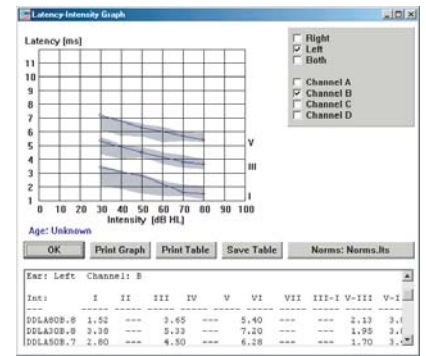 Latency-Intensity Graph
Latency [ms]
11
10
9
8
7
6
5
4
3
2
1
V
III
I
0 10 20 30 40 50 60 70 80 90 100
Intensity [dB HL]
Age: Unknown
Right
Left
Both
Channel A
Channel B
Channel C
Channel D
OK
Print Graph
Print Table
Save Table
Norms: Norms.lts
Ear: Left Channel: B
Int: I II III IV V VI VII III-I V-III V-I
DDLA80B.8 1.52 --- 3.65 --- 5.40 --- --- --- 2.13
DDLA30B.8 3.38 --- 5.33 --- 7.20 --- --- --- 1.95
DDLA50B.7 2.80 --- 4.50 --- 6.28 --- --- --- 1.70